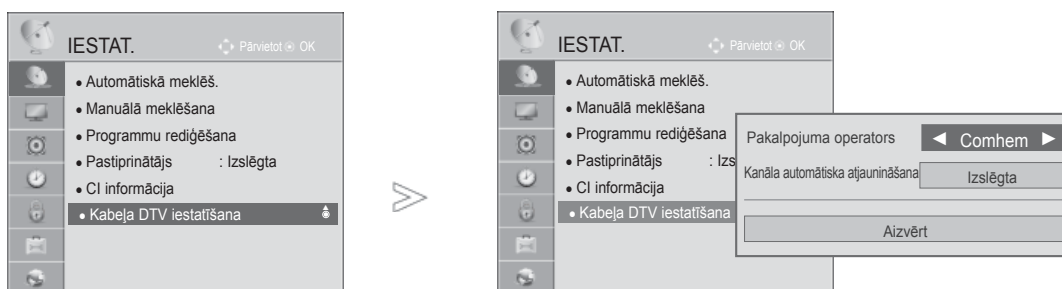 IESTAT.
Pārvietot OK
● Automātiskā meklēš.
● Manuālā meklēšana
● Programmu rediģēšana
● Pastiprinātājs : Izslēgta
● CI informācija
● Kabeļa DTV iestatīšana
IESTAT.
Pārvietot OK
● Automātiskā meklēš.
● Manuālā meklēšana
● Programmu rediģēšana
● Pastiprinātājs : Izs
● CI informācija
● Kabeļa DTV iestatīšana
Pakalpojuma operators ◄ Comhem ►
Kanāla automātiska atjaunināšana Izslēgta
Aizvērt